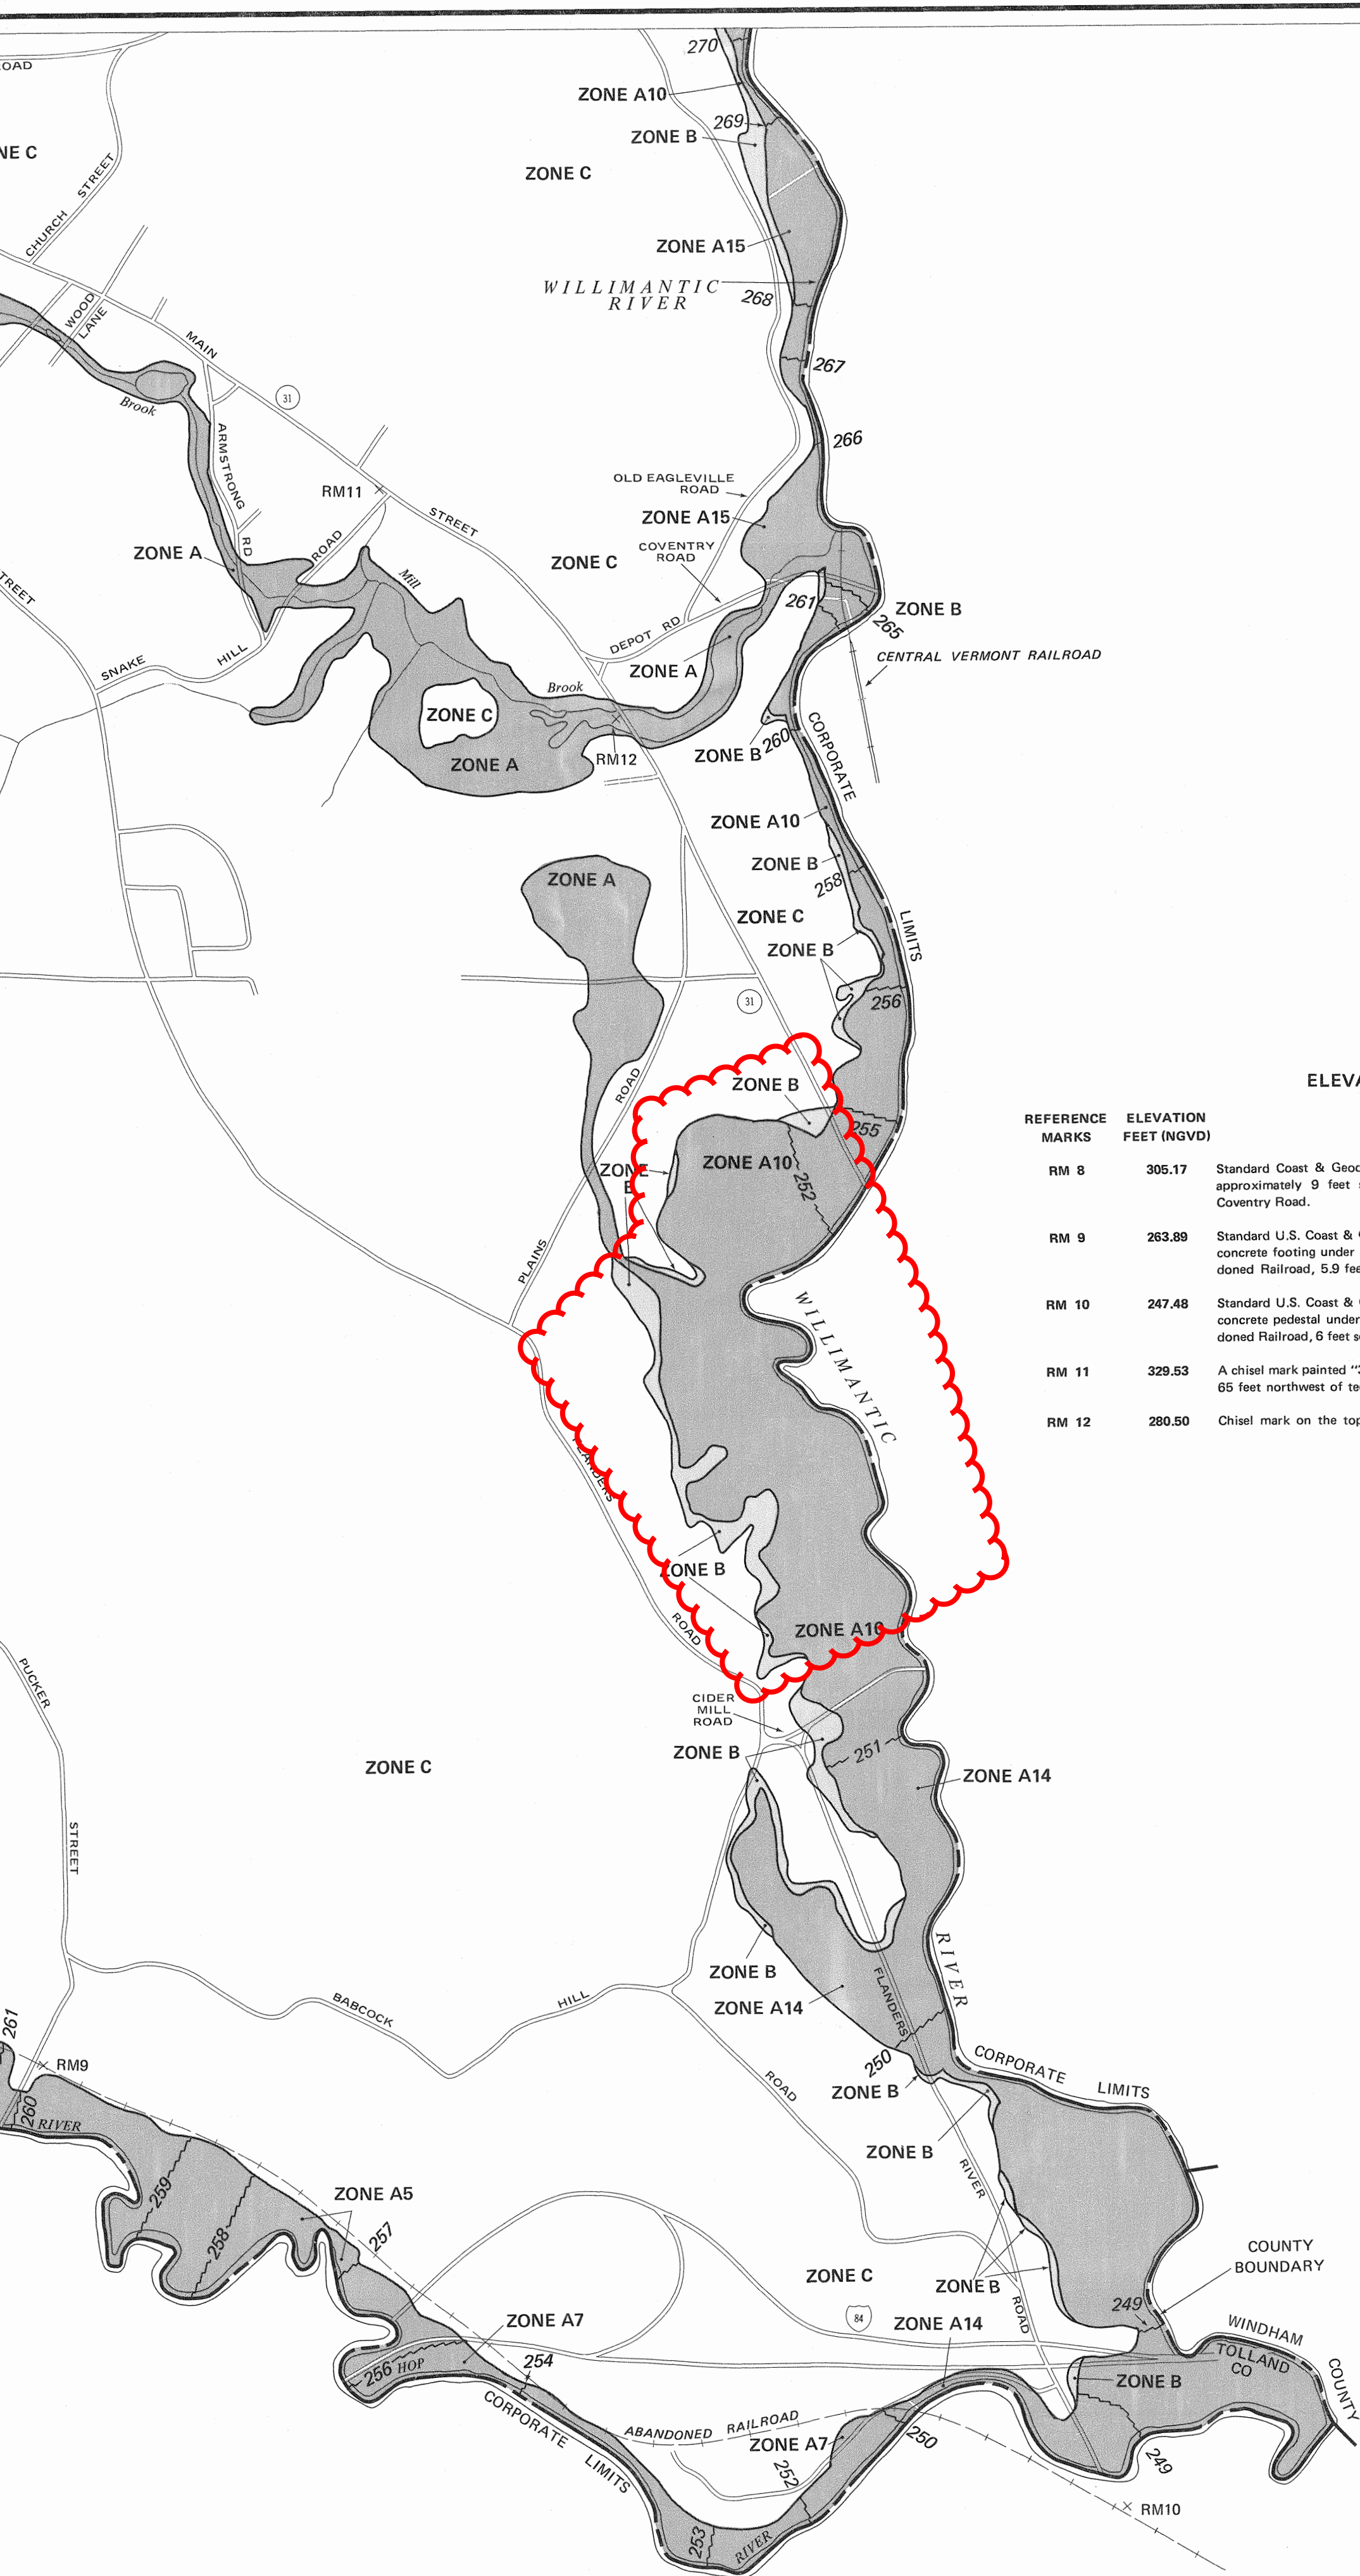 OAD
270
ZONE A10
269
ZONE B
NE C
ZONE C
CHURCH STREET
ZONE A15
WILLIMANTIC
RIVER
268
WOOD
LANE
MAIN
267
31
Brook
266
ARMSTRONG
RD
OLD EAGLEVILLE
ROAD
RM11
STREET
ZONE A15
COVENTRY
ROAD
ZONE A
ROAD
ZONE C
Mill
TREET
261
ZONE B
265
DEPOT RD
SNAKE
HILL
CENTRAL VERMONT RAILROAD
ZONE A
Brook
ZONE C
CORPORATE
260
ZONE B
RM12
ZONE A
ZONE A10
ZONE B
ZONE A
258
ZONE C
LIMITS
ZONE B
31
256
ROAD
ZONE B
ELEVA
REFERENCE
MARKS
ELEVATION
FEET (NGVD)
255
ZONE A10
ZONE
B
252
RM 8 305.17 Standard Coast & Geod
approximately 9 feet
Coventry Road.
RM 9 263.89 Standard U.S. Coast &
concrete footing under
doned Railroad, 5.9 fee
PLAINS
WILLIMANTIC
RM 10 247.48 Standard U.S. Coast &
concrete pedestal under
doned Railroad, 6 feet s
RM 11 329.53 A chisel mark painted "
65 feet northwest of te
RM 12 280.50 Chisel mark on the top
FLANDERS
ZONE B
ROAD
ZONE A10
PUCKER
CIDER
MILL
ROAD
ZONE B
251
ZONE C
ZONE A14
STREET
RIVER
ZONE B
FLANDERS
ZONE A14
BABCOCK
HILL
261
250
CORPORATE
LIMITS
RM9
ROAD
ZONE B
260
RIVER
ZONE B
RIVER
259
ZONE A5
258
257
COUNTY
BOUNDARY
ZONE C
ZONE B
249
84
ROAD
ZONE A7
ZONE A14
WINDHAM
TOLLAND
CO
COUNTY
254
256
HOP
ZONE B
CORPORATE
LIMITS
ABANDONED RAILROAD
ZONE A7
250
249
252
RM10
253
RIVER